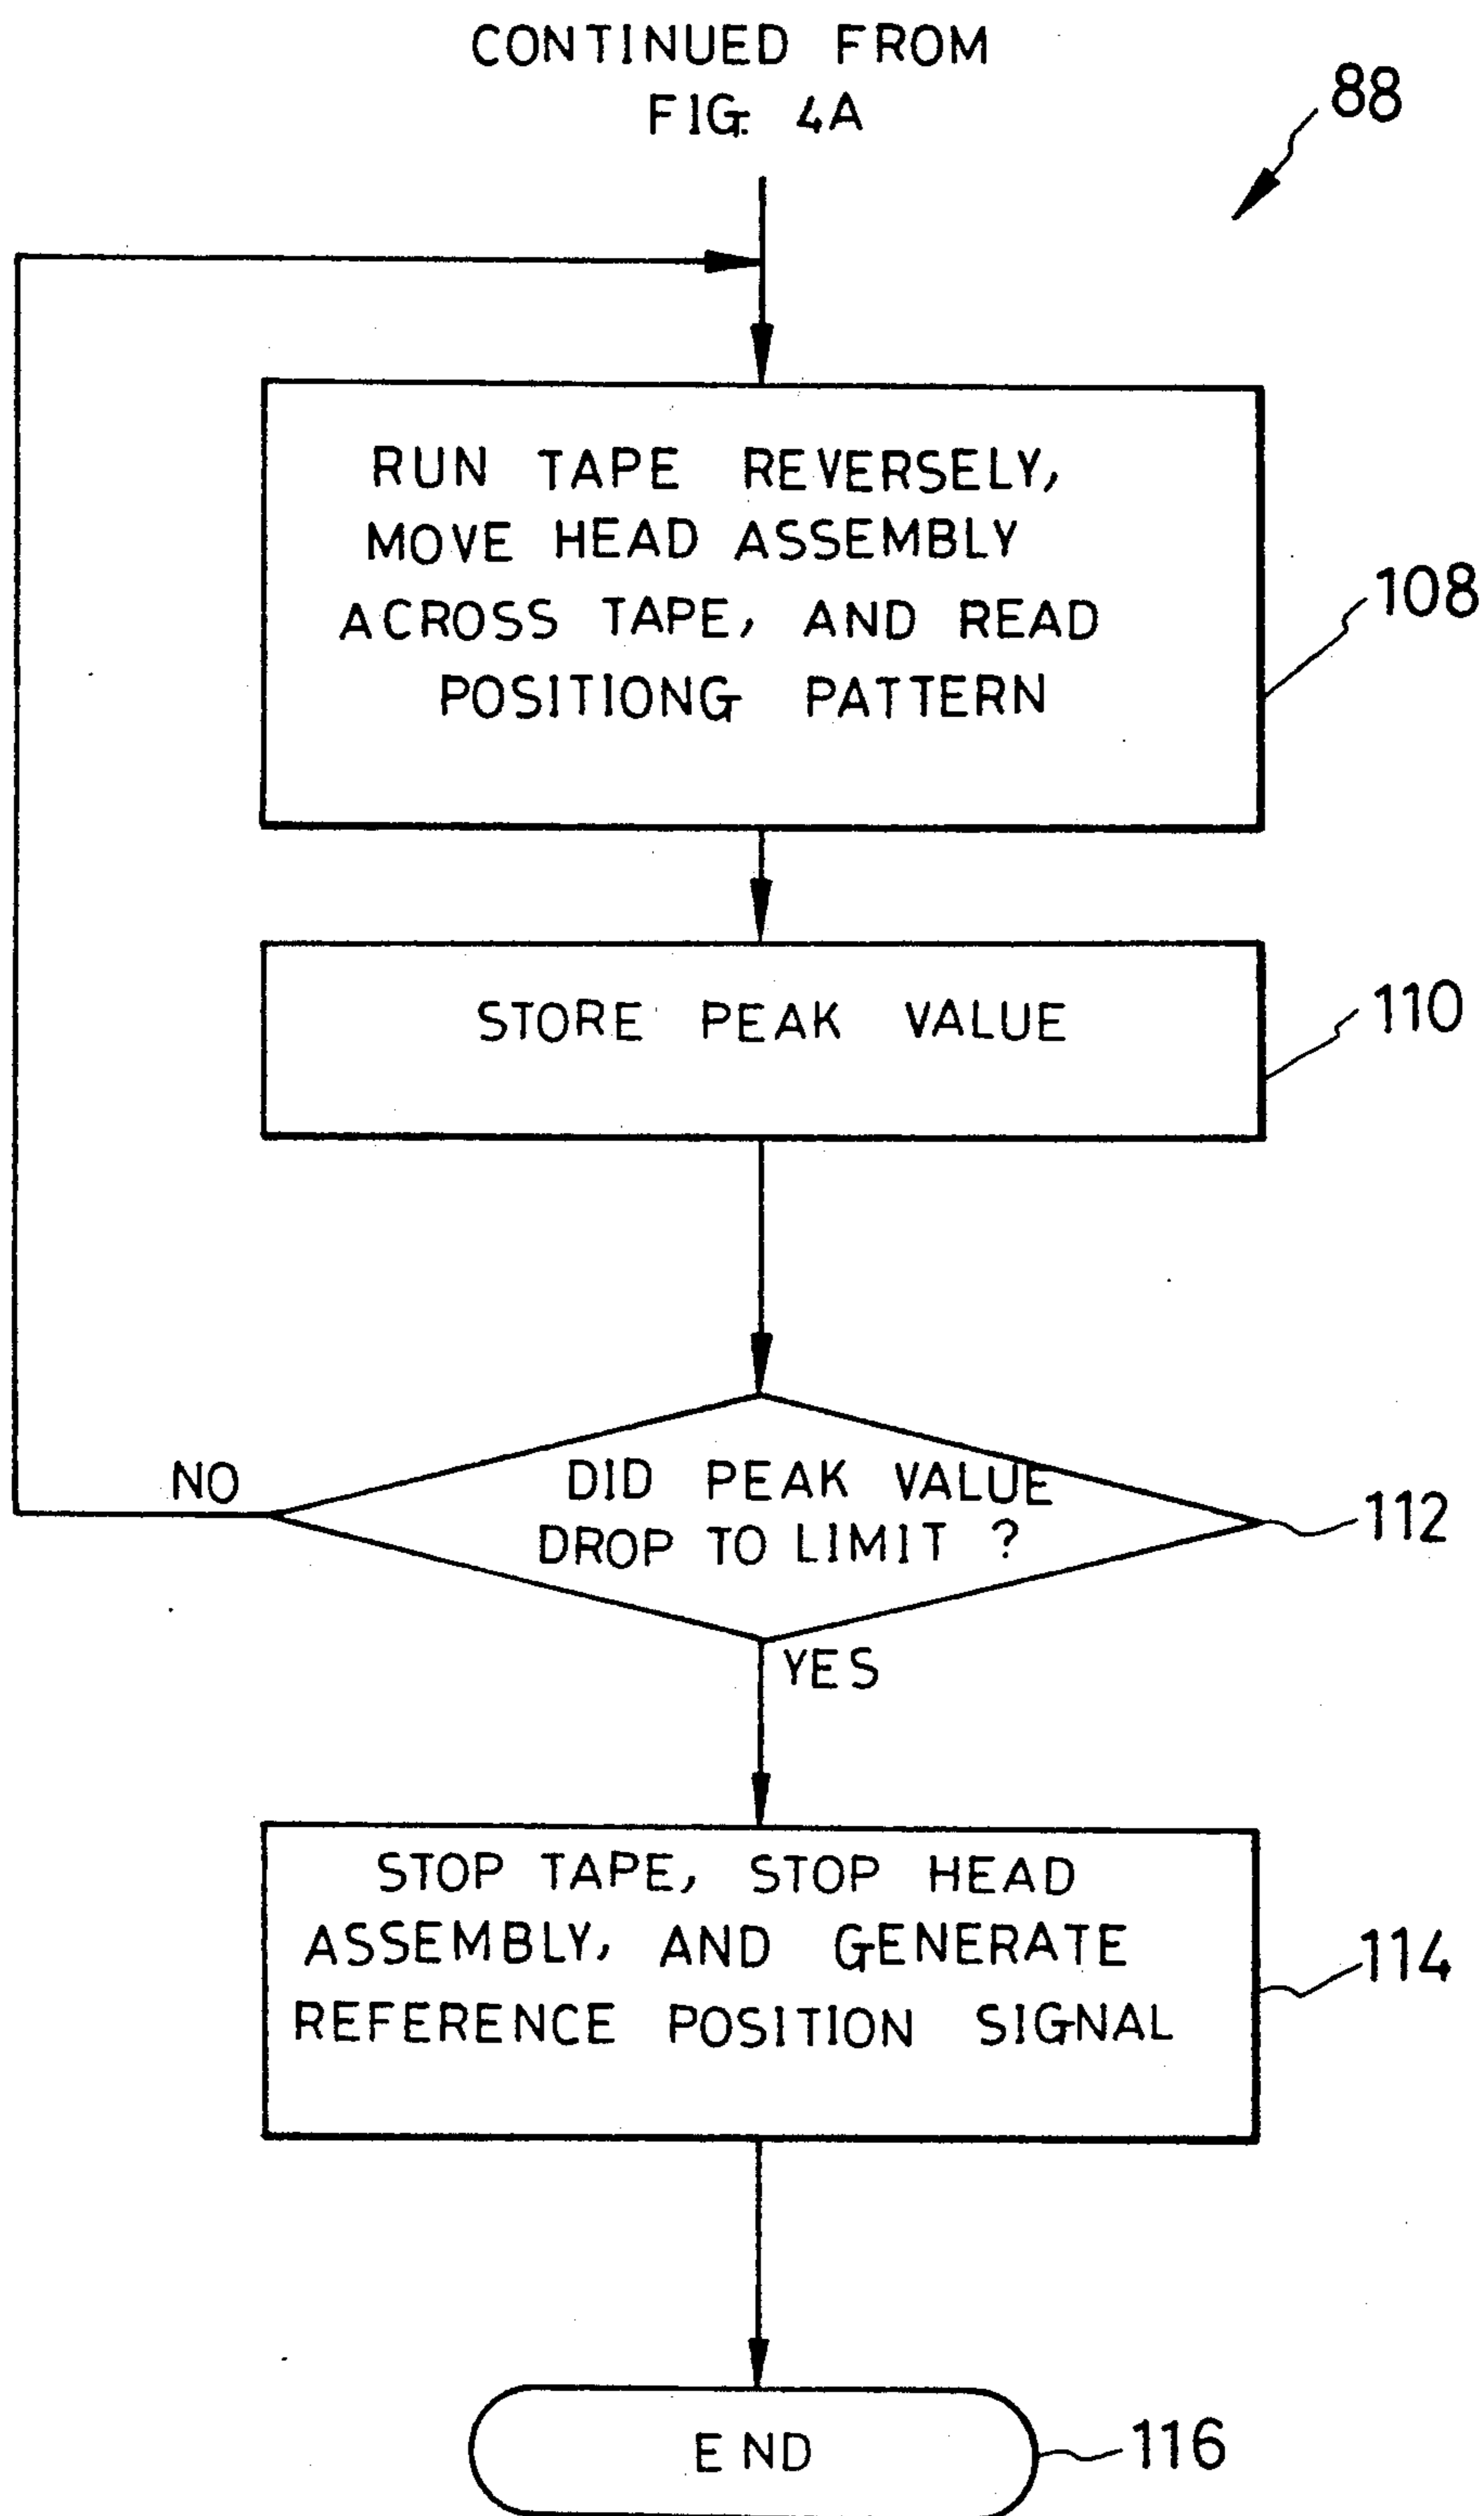 CONTINUED FROM
FIG. 4A
88
RUN TAPE REVERSELY,
MOVE HEAD ASSEMBLY
ACROSS TAPE, AND READ
POSITIONG PATTERN
108
STORE PEAK VALUE
110
NO
DID PEAK VALUE
DROP TO LIMIT ?
112
YES
STOP TAPE, STOP HEAD
ASSEMBLY, AND GENERATE
REFERENCE POSITION SIGNAL
114
END
116